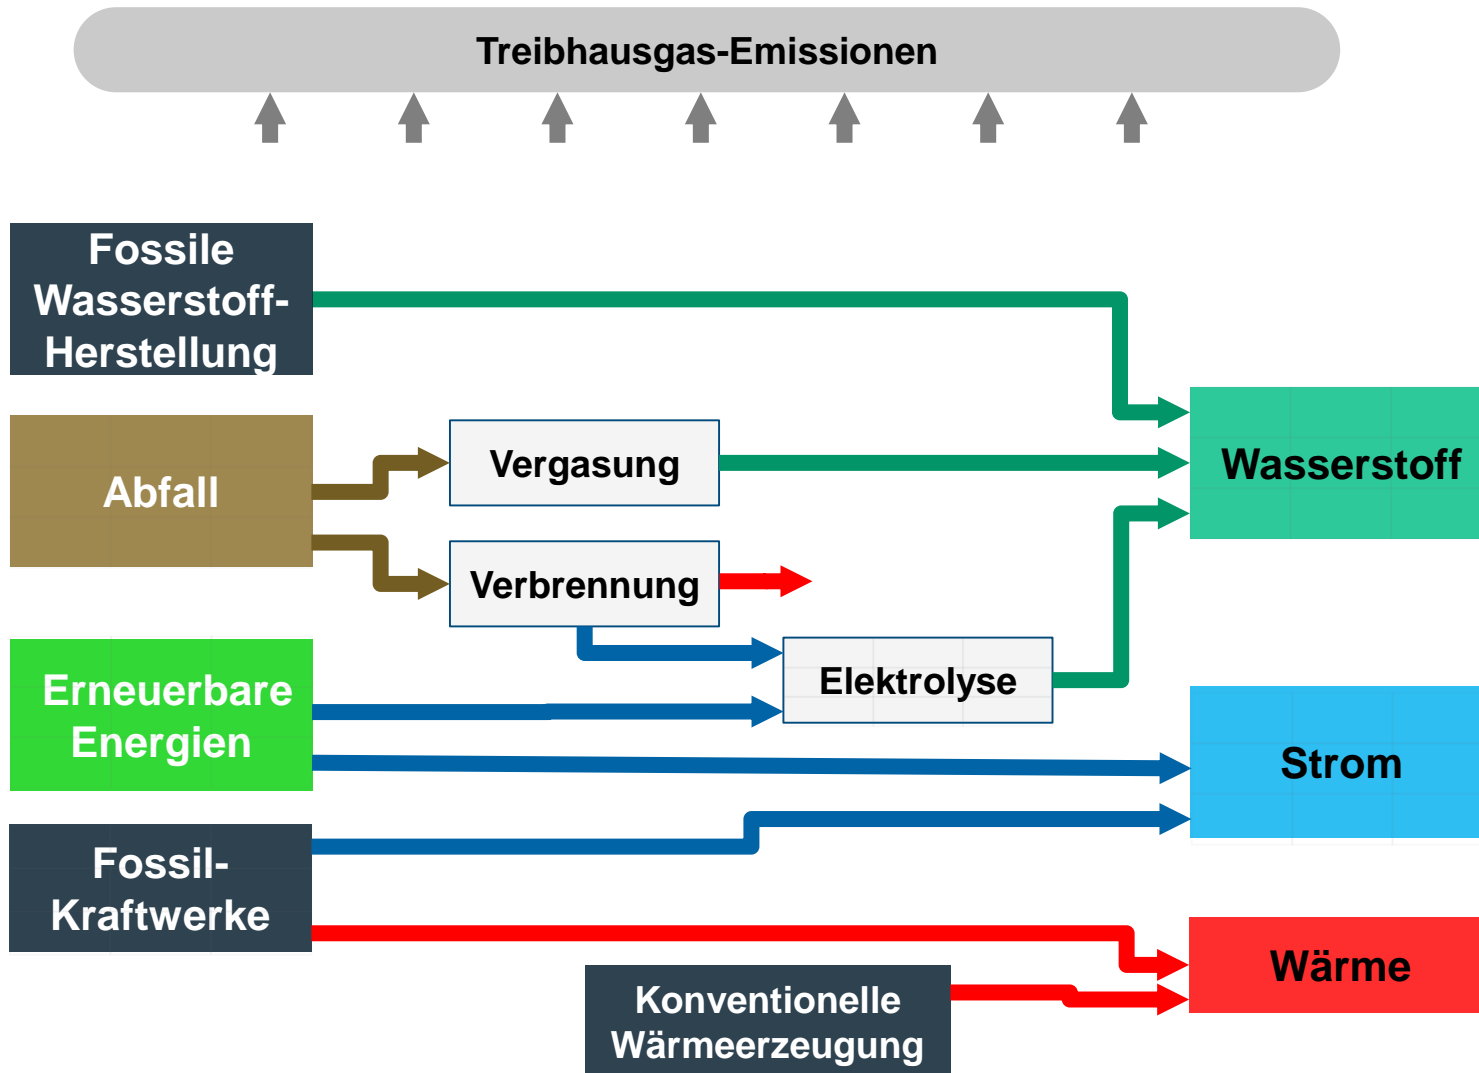 Treibhausgas-Emissionen
Fossile
Wasserstoff-
Herstellung
Abfall
Vergasung
Wasserstoff
Verbrennung
Erneuerbare
Energien
Elektrolyse
Strom
Fossil-
Kraftwerke
Wärme
Konventionelle
Wärmeerzeugung